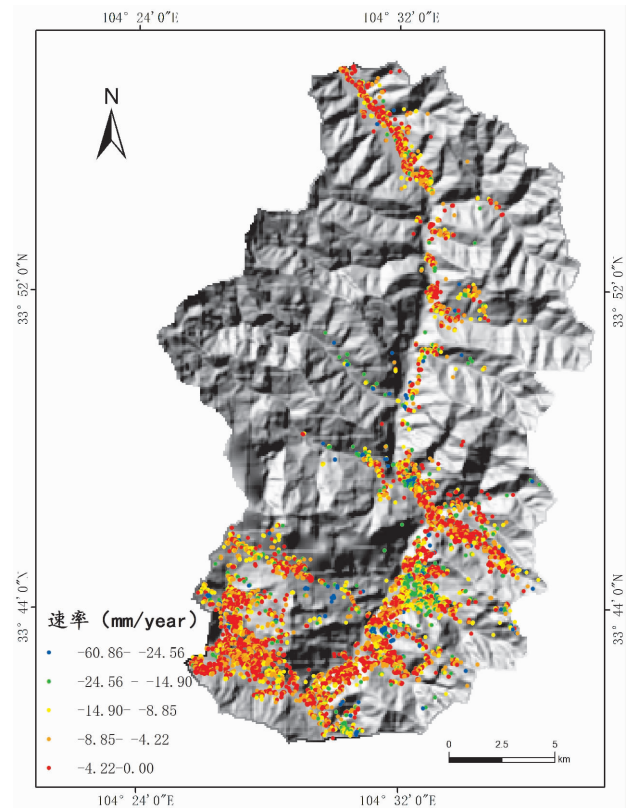 104° 24′0″E
104° 32′0″E
N
33° 52′0″N
33° 52′0″N
33° 44′0″N
33° 44′0″N
速率（mm/year）
-60.86- -24.56
-24.56 - -14.90
-14.90- -8.85
-8.85- -4.22
-4.22-0.00
0 2.5 5
km
104° 24′0″E
104° 32′0″E